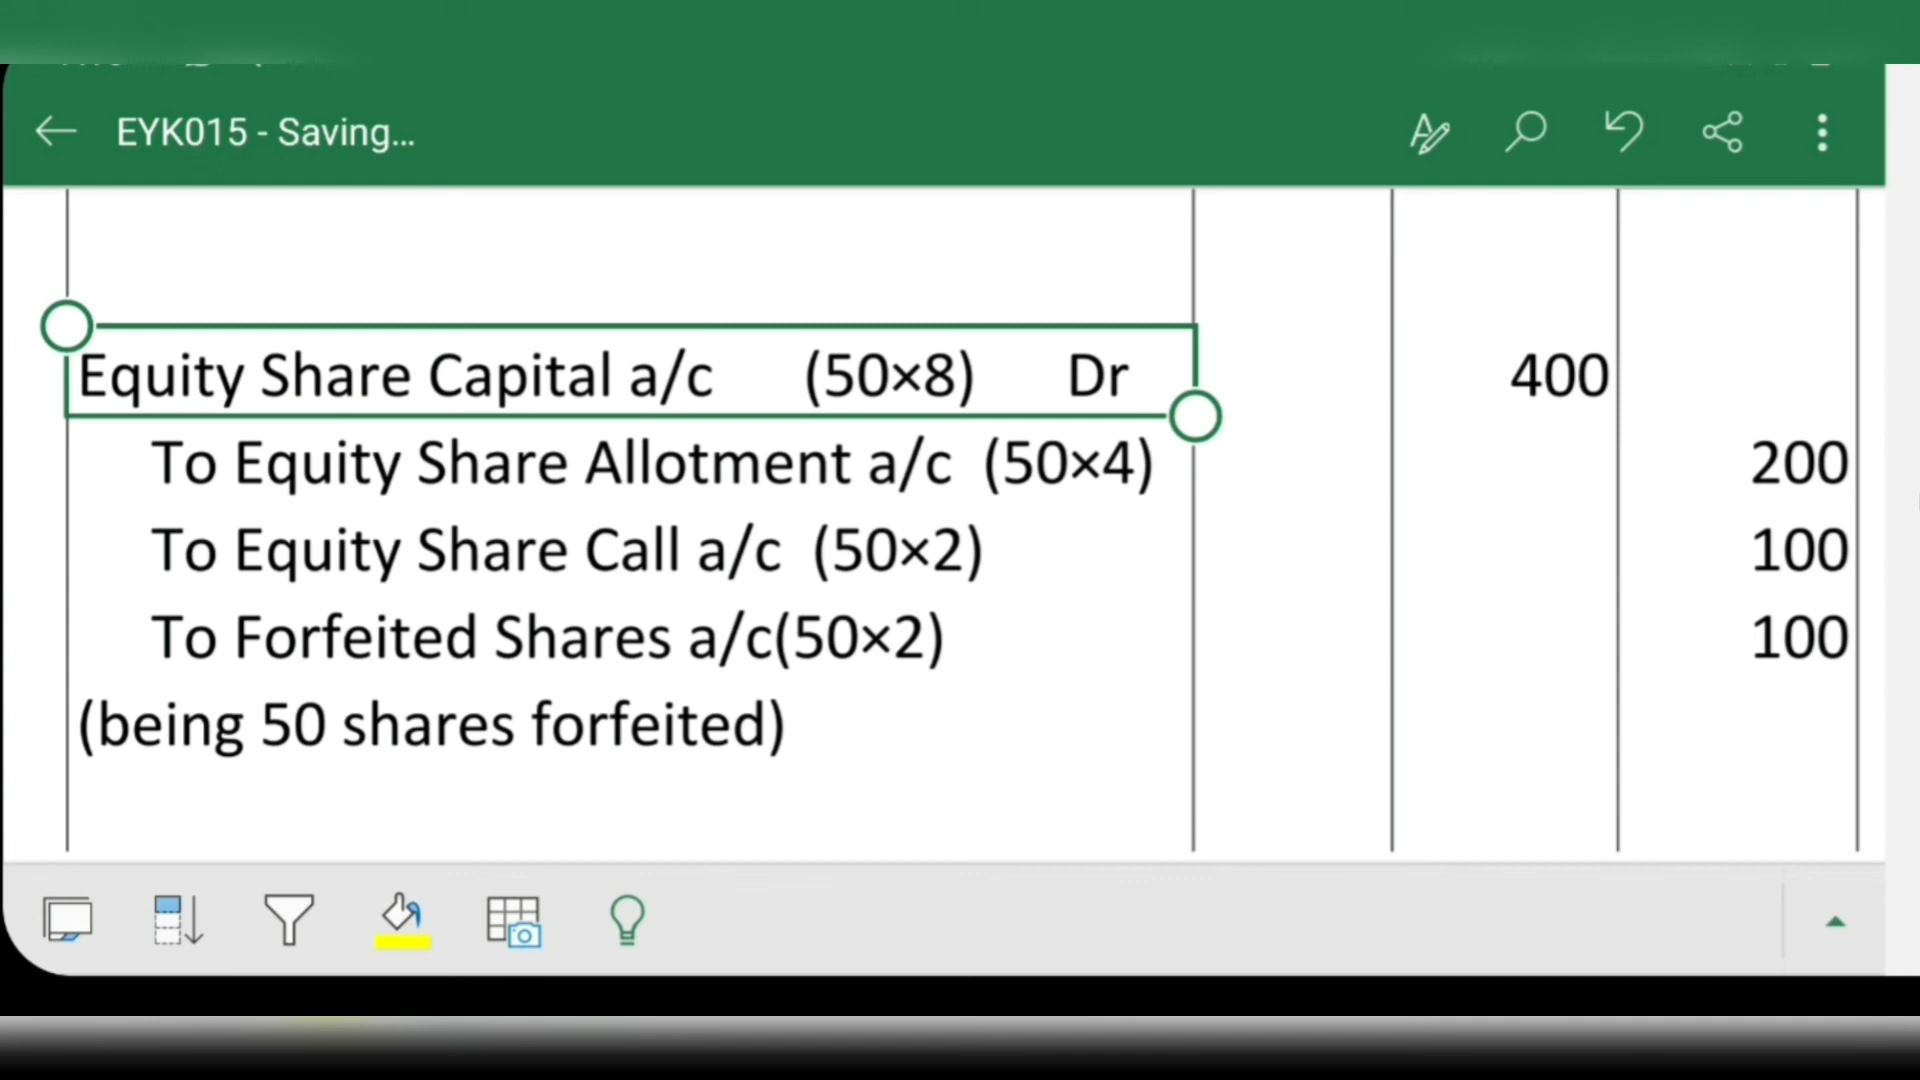 EYK015 - Saving...
Equity Share Capital a/c (50×8) Dr 400
To Equity Share Allotment a/c (50×4) 200
To Equity Share Call a/c (50×2) 100
To Forfeited Shares a/c(50×2) 100
(being 50 shares forfeited)